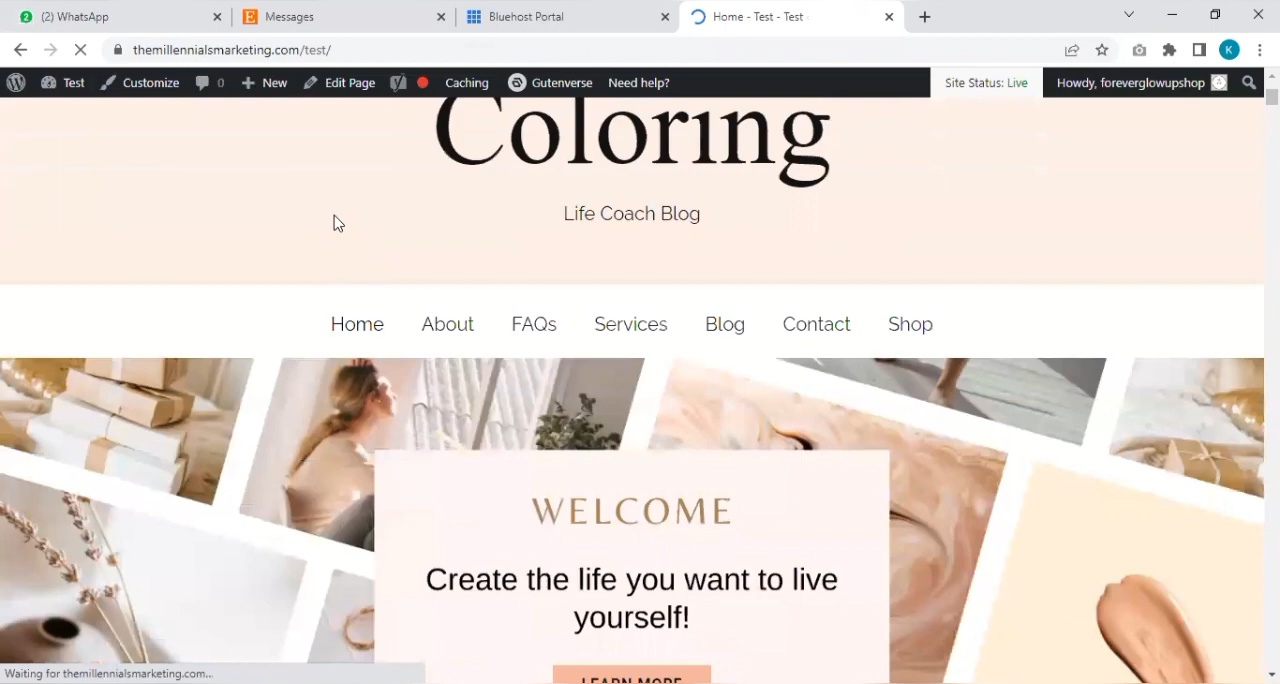 2 (2) WhatsApp
E Messages
Bluehost Portal
Home - Test - Test
themillennialsmarketing.com/test/
K
Test
Customize
0
New
Edit Page
Caching
Gutenverse
Need help?
Site Status: Live
Howdy, foreverglowupshop
Coloring
Life Coach Blog
Home About FAQs Services Blog Contact Shop
WELCOME
Create the life you want to live
yourself!
LEARN MORE
Waiting for themillennialsmarketing.com...